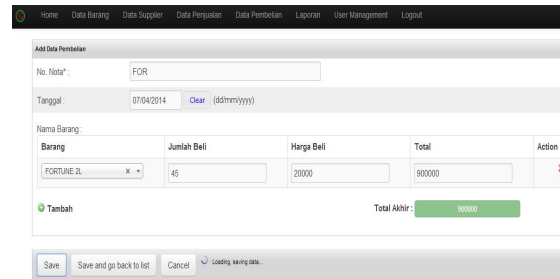 Home Data Barang Data Supplier Data Penjualan Data Pembelian Laporan User Management Logout
Add Data Pembelian
No. Nota* : FOR
Tanggal : 07/04/2014 Clear (dd/mm/yyyy)
Nama Barang :
Barang Jumlah Beli Harga Beli Total Action
FORTUNE 2L 45 20000 900000
Tambah Total Akhir : 900000
Save Save and go back to list Cancel Loading, saving data...